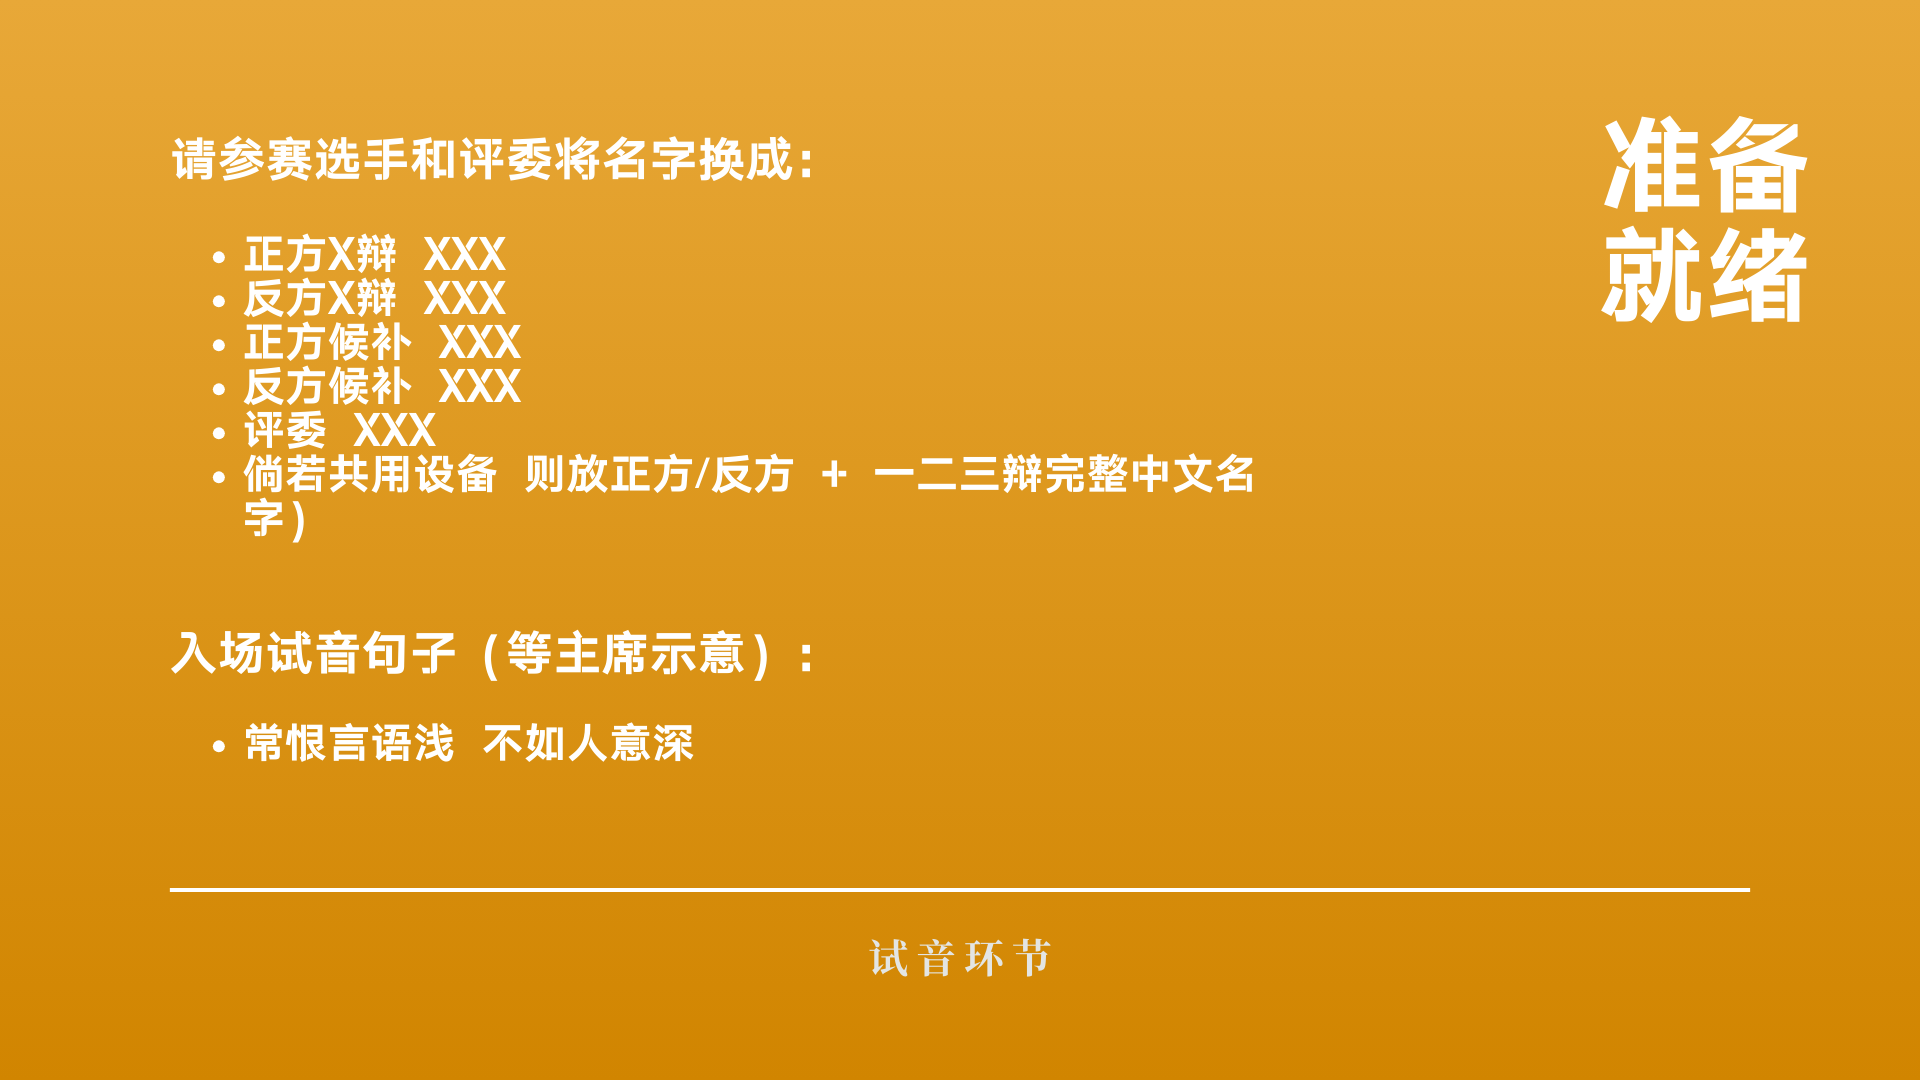 准备
就绪
请参赛选手和评委将名字换成:
• 正方X辩 XXX
• 反方X辩 XXX
• 正方候补 XXX
• 反方候补 XXX
• 评委 XXX
• 倘若共用设备 则放正方/反方 + 一二三辩完整中文名
字)
入场试音句子 (等主席示意) :
• 常恨言语浅 不如人意深
试音环节